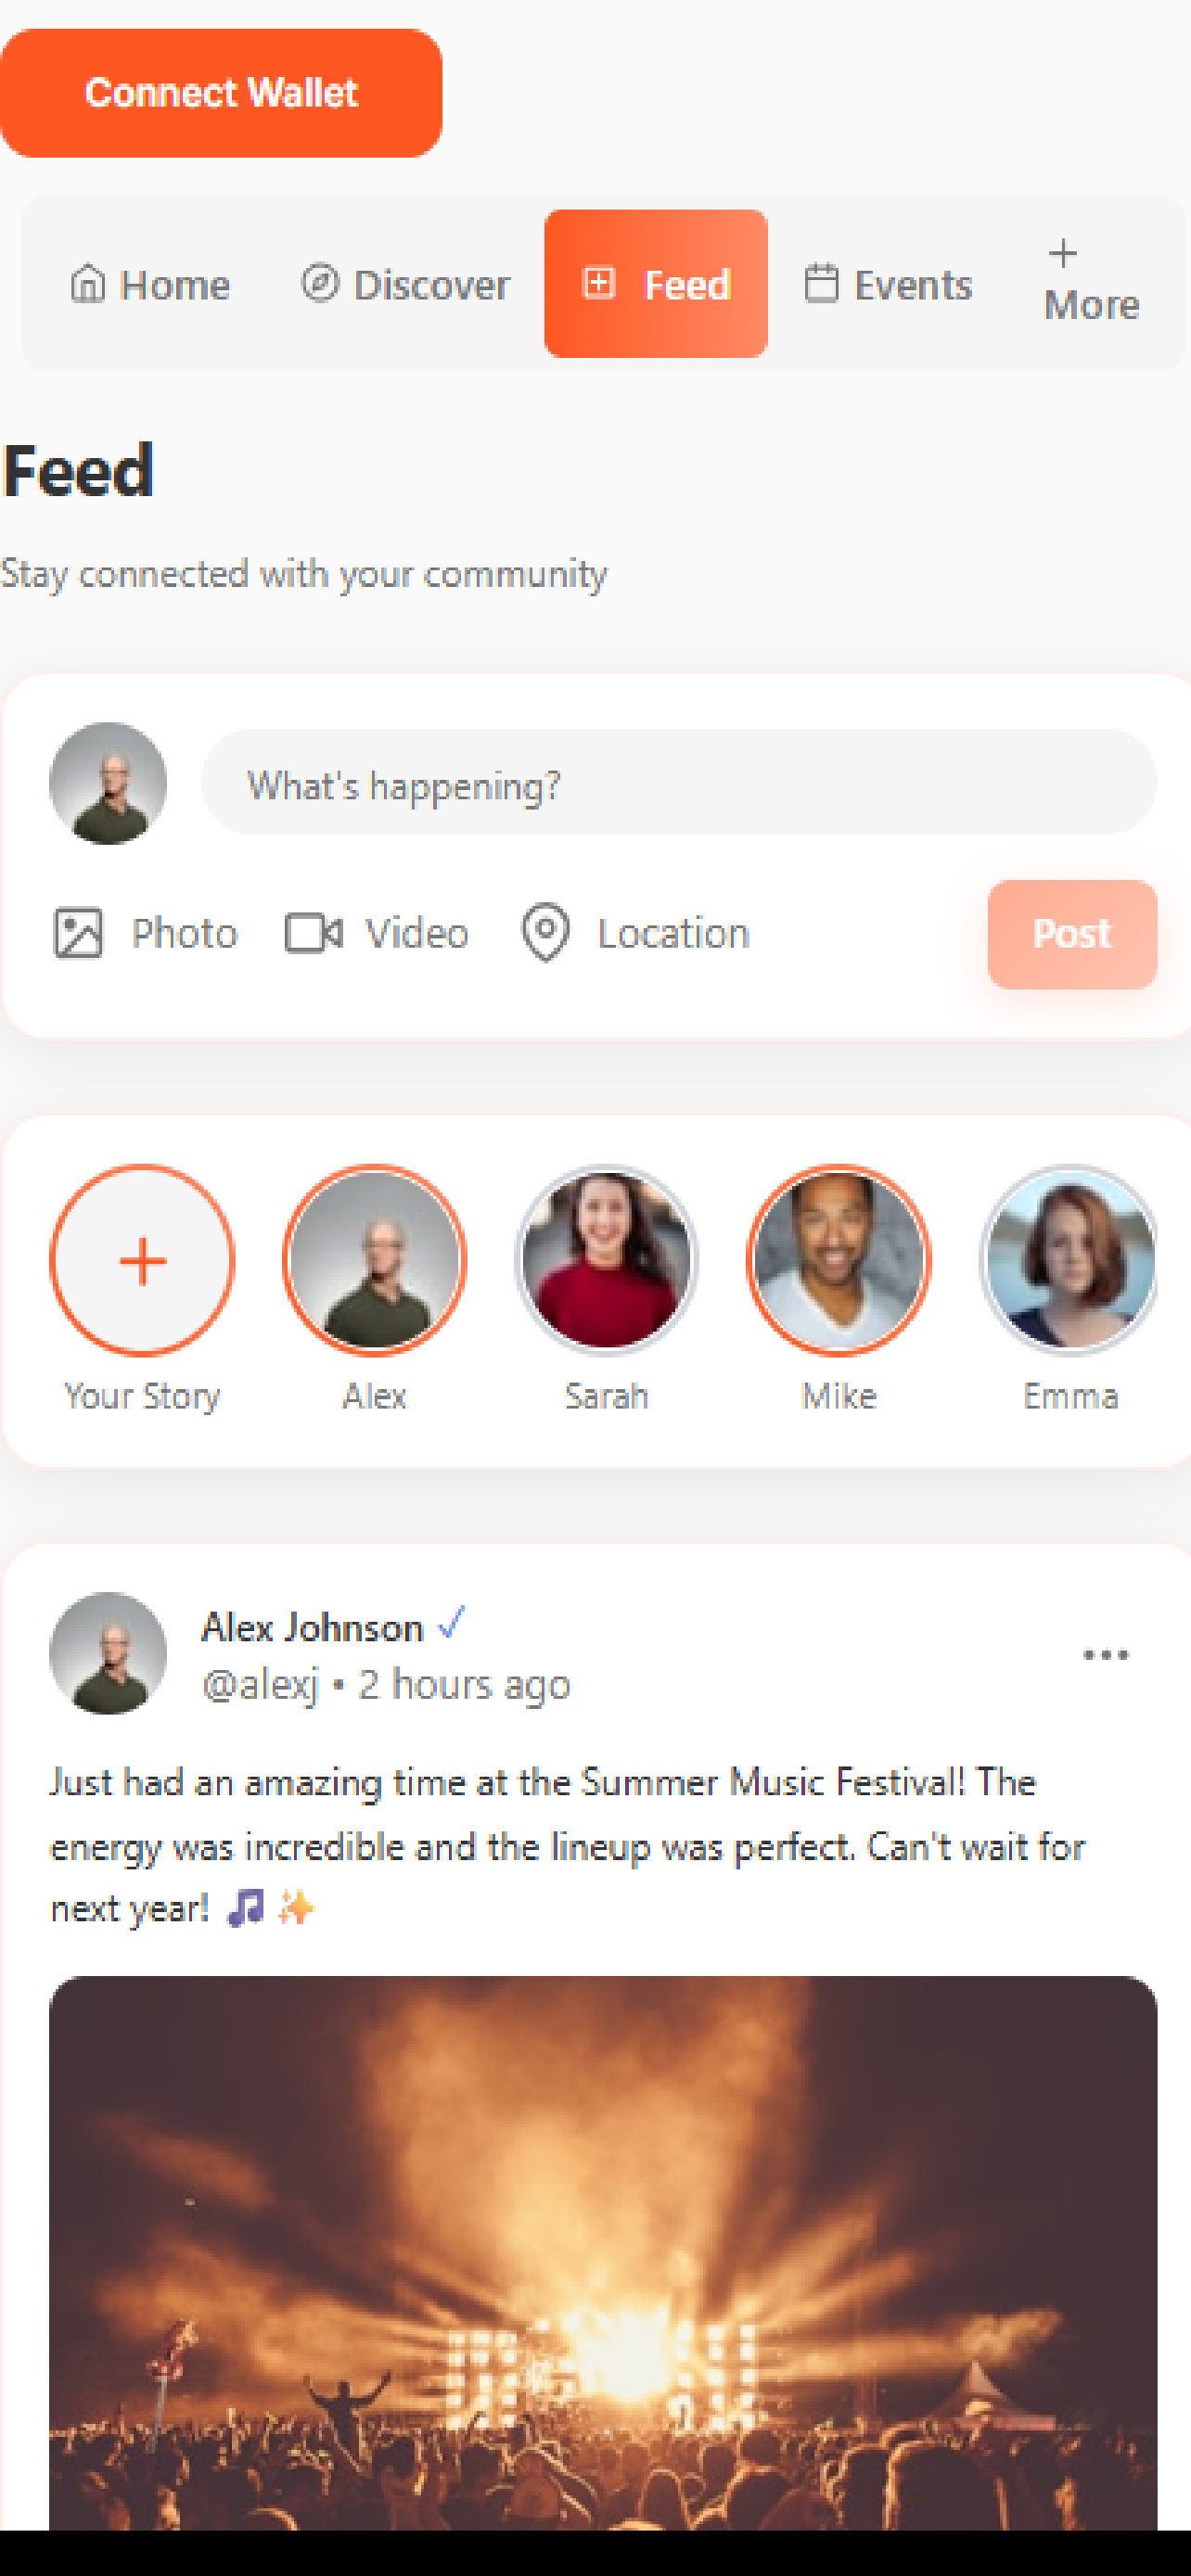 Connect Wallet
Home Discover Feed Events + More
Feed
Stay connected with your community
What's happening?
Photo Video Location Post
Your Story Alex Sarah Mike Emma
Alex Johnson ✓
@alexj • 2 hours ago
Just had an amazing time at the Summer Music Festival! The
energy was incredible and the lineup was perfect. Can't wait for
next year! 🎵 ✨